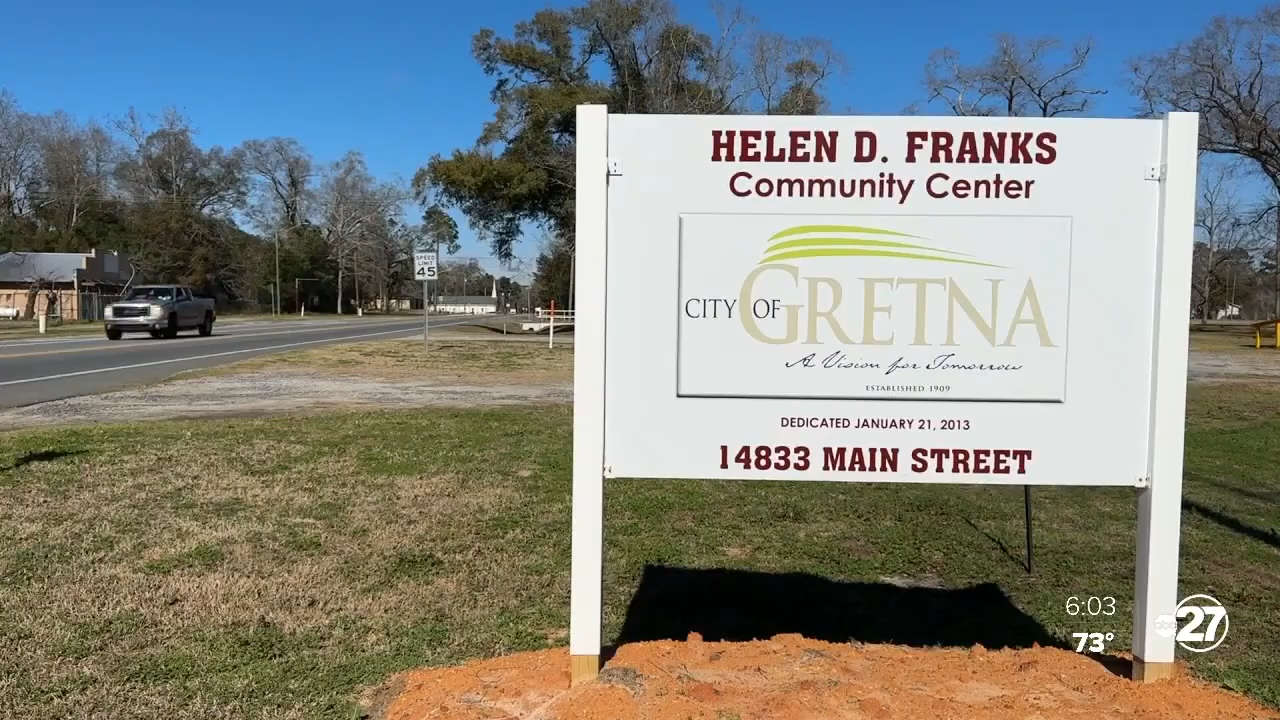 HELEN D. FRANKS
Community Center
CITY OF GRETNA
A Vision for Tomorrow
ESTABLISHED 1909
DEDICATED JANUARY 21, 2013
14833 MAIN STREET
SPEED
LIMIT
45
6:03
73°
abc 27